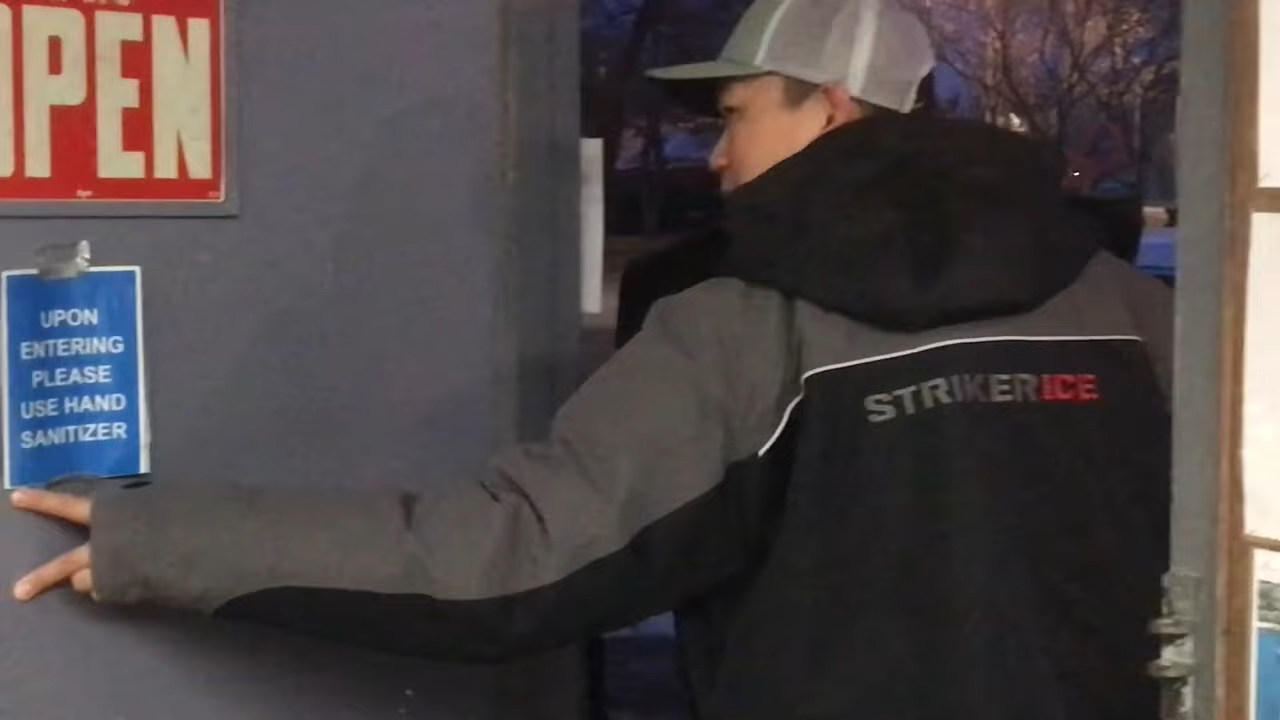 OPEN
UPON
ENTERING
PLEASE
USE HAND
SANITIZER
STRIKERICE